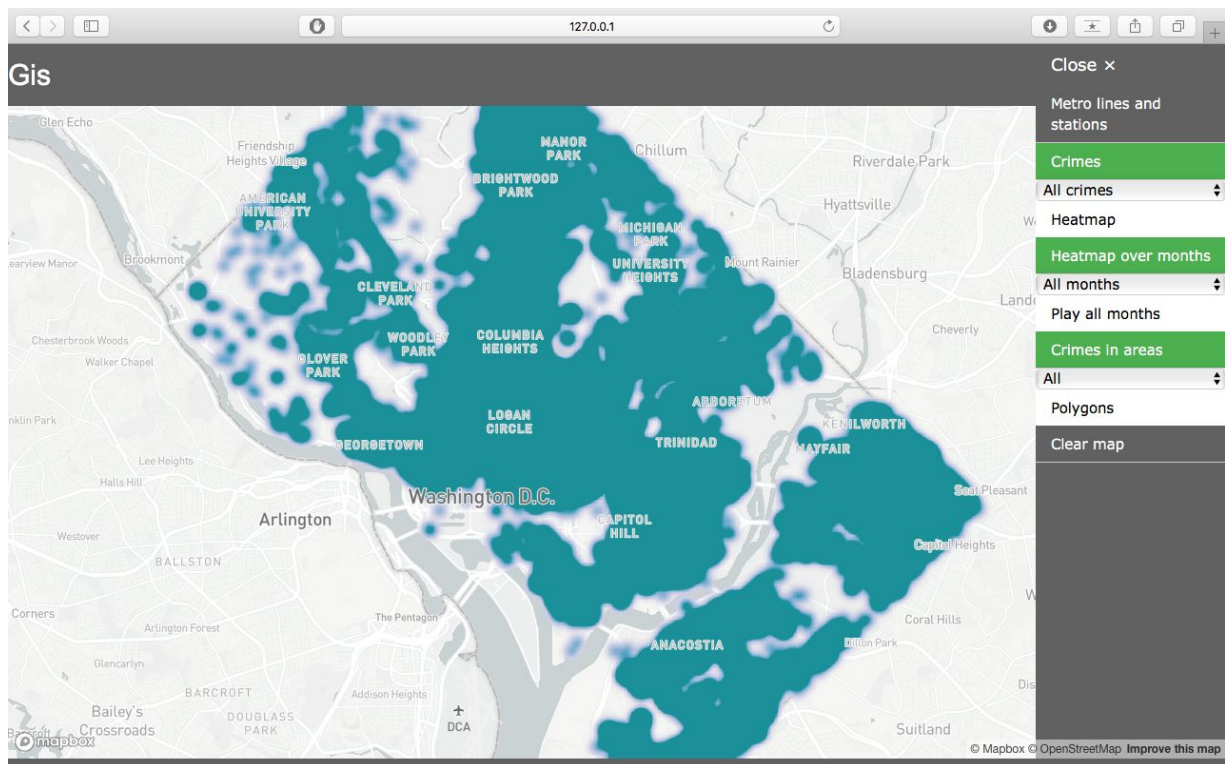 127.0.0.1
Gis
Close ×
Metro lines and
stations
Crimes
All crimes
Heatmap
Heatmap over months
All months
Play all months
Crimes in areas
All
Polygons
Clear map
Glen Echo
Friendship
Heights Village
MANOR
PARK
Chillum
Riverdale Park
BRIGHTWOOD
PARK
AMERICAN
UNIVERSITY
PARK
Hyattsville
MICHIGAN
PARK
Brookmont
UNIVERSITY
HEIGHTS
Mount Rainier
Bladensburg
CLEVELAND
PARK
Chesterbrook Woods
WOODLEY
PARK
COLUMBIA
HEIGHTS
Cheverly
Walker Chapel
GLOVER
PARK
ARBORETUM
LOGAN
CIRCLE
KENILWORTH
GEORGETOWN
TRINIDAD
MAYFAIR
Lee Heights
Halls Hill
Washington D.C.
Seat Pleasant
Arlington
CAPITOL
HILL
Westover
Capitol Heights
BALLSTON
Corners
Arlington Forest
The Pentagon
Coral Hills
ANACOSTIA
Dillon Park
Glencarlyn
BARCROFT
Addison Heights
Bailey's
Crossroads
DOUGLASS
PARK
DCA
Suitland
mapbox
© Mapbox © OpenStreetMap Improve this map